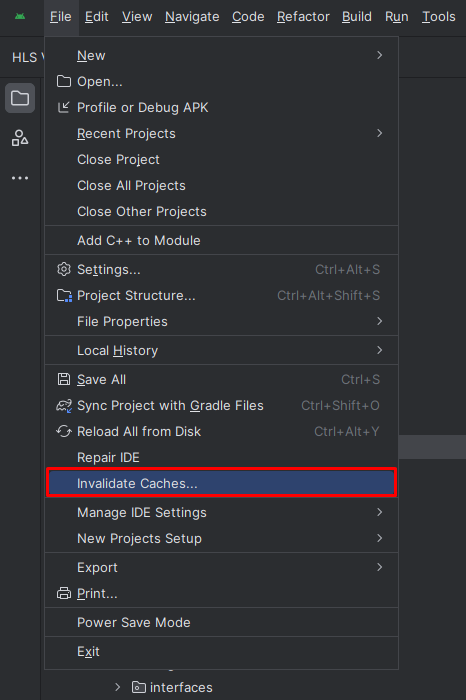 File Edit View Navigate Code Refactor Build Run Tools
HLS
New
Open...
Profile or Debug APK
Recent Projects
Close Project
Close All Projects
Close Other Projects
Add C++ to Module
Settings... Ctrl+Alt+S
Project Structure... Ctrl+Alt+Shift+S
File Properties
Local History
Save All Ctrl+S
Sync Project with Gradle Files Ctrl+Shift+O
Reload All from Disk Ctrl+Alt+Y
Repair IDE
Invalidate Caches...
Manage IDE Settings
New Projects Setup
Export
Print...
Power Save Mode
Exit
interfaces